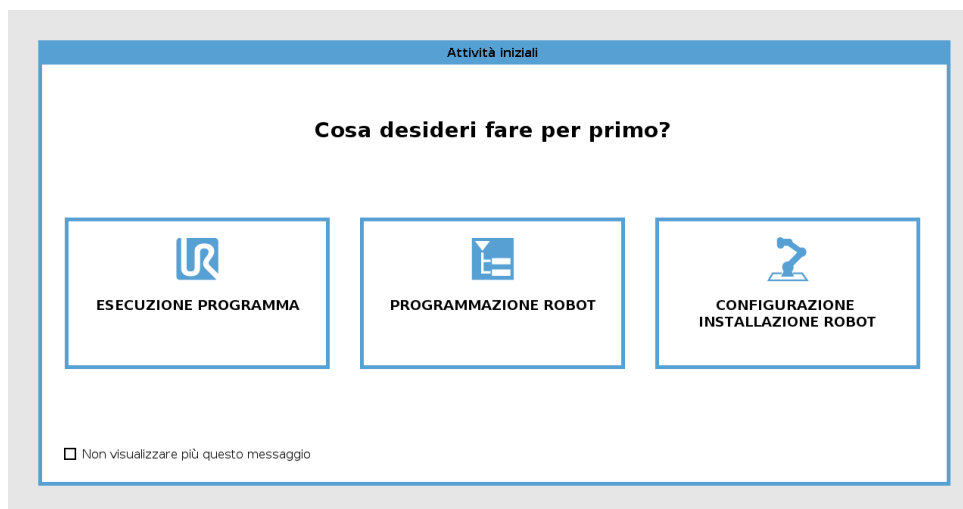 Attività iniziali
Cosa desideri fare per primo?
ESECUZIONE PROGRAMMA
PROGRAMMAZIONE ROBOT
CONFIGURAZIONE
INSTALLAZIONE ROBOT
Non visualizzare più questo messaggio